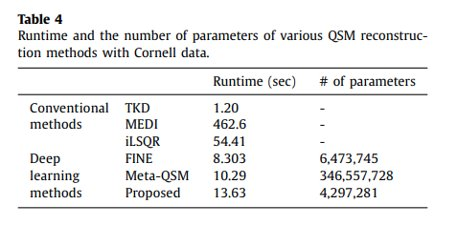 Table 4
Runtime and the number of parameters of various QSM reconstruc-
tion methods with Cornell data.
Runtime (sec) # of parameters
Conventional TKD 1.20 -
methods MEDI 462.6 -
iLSQR 54.41 -
Deep FINE 8.303 6,473,745
learning Meta-QSM 10.29 346,557,728
methods Proposed 13.63 4,297,281